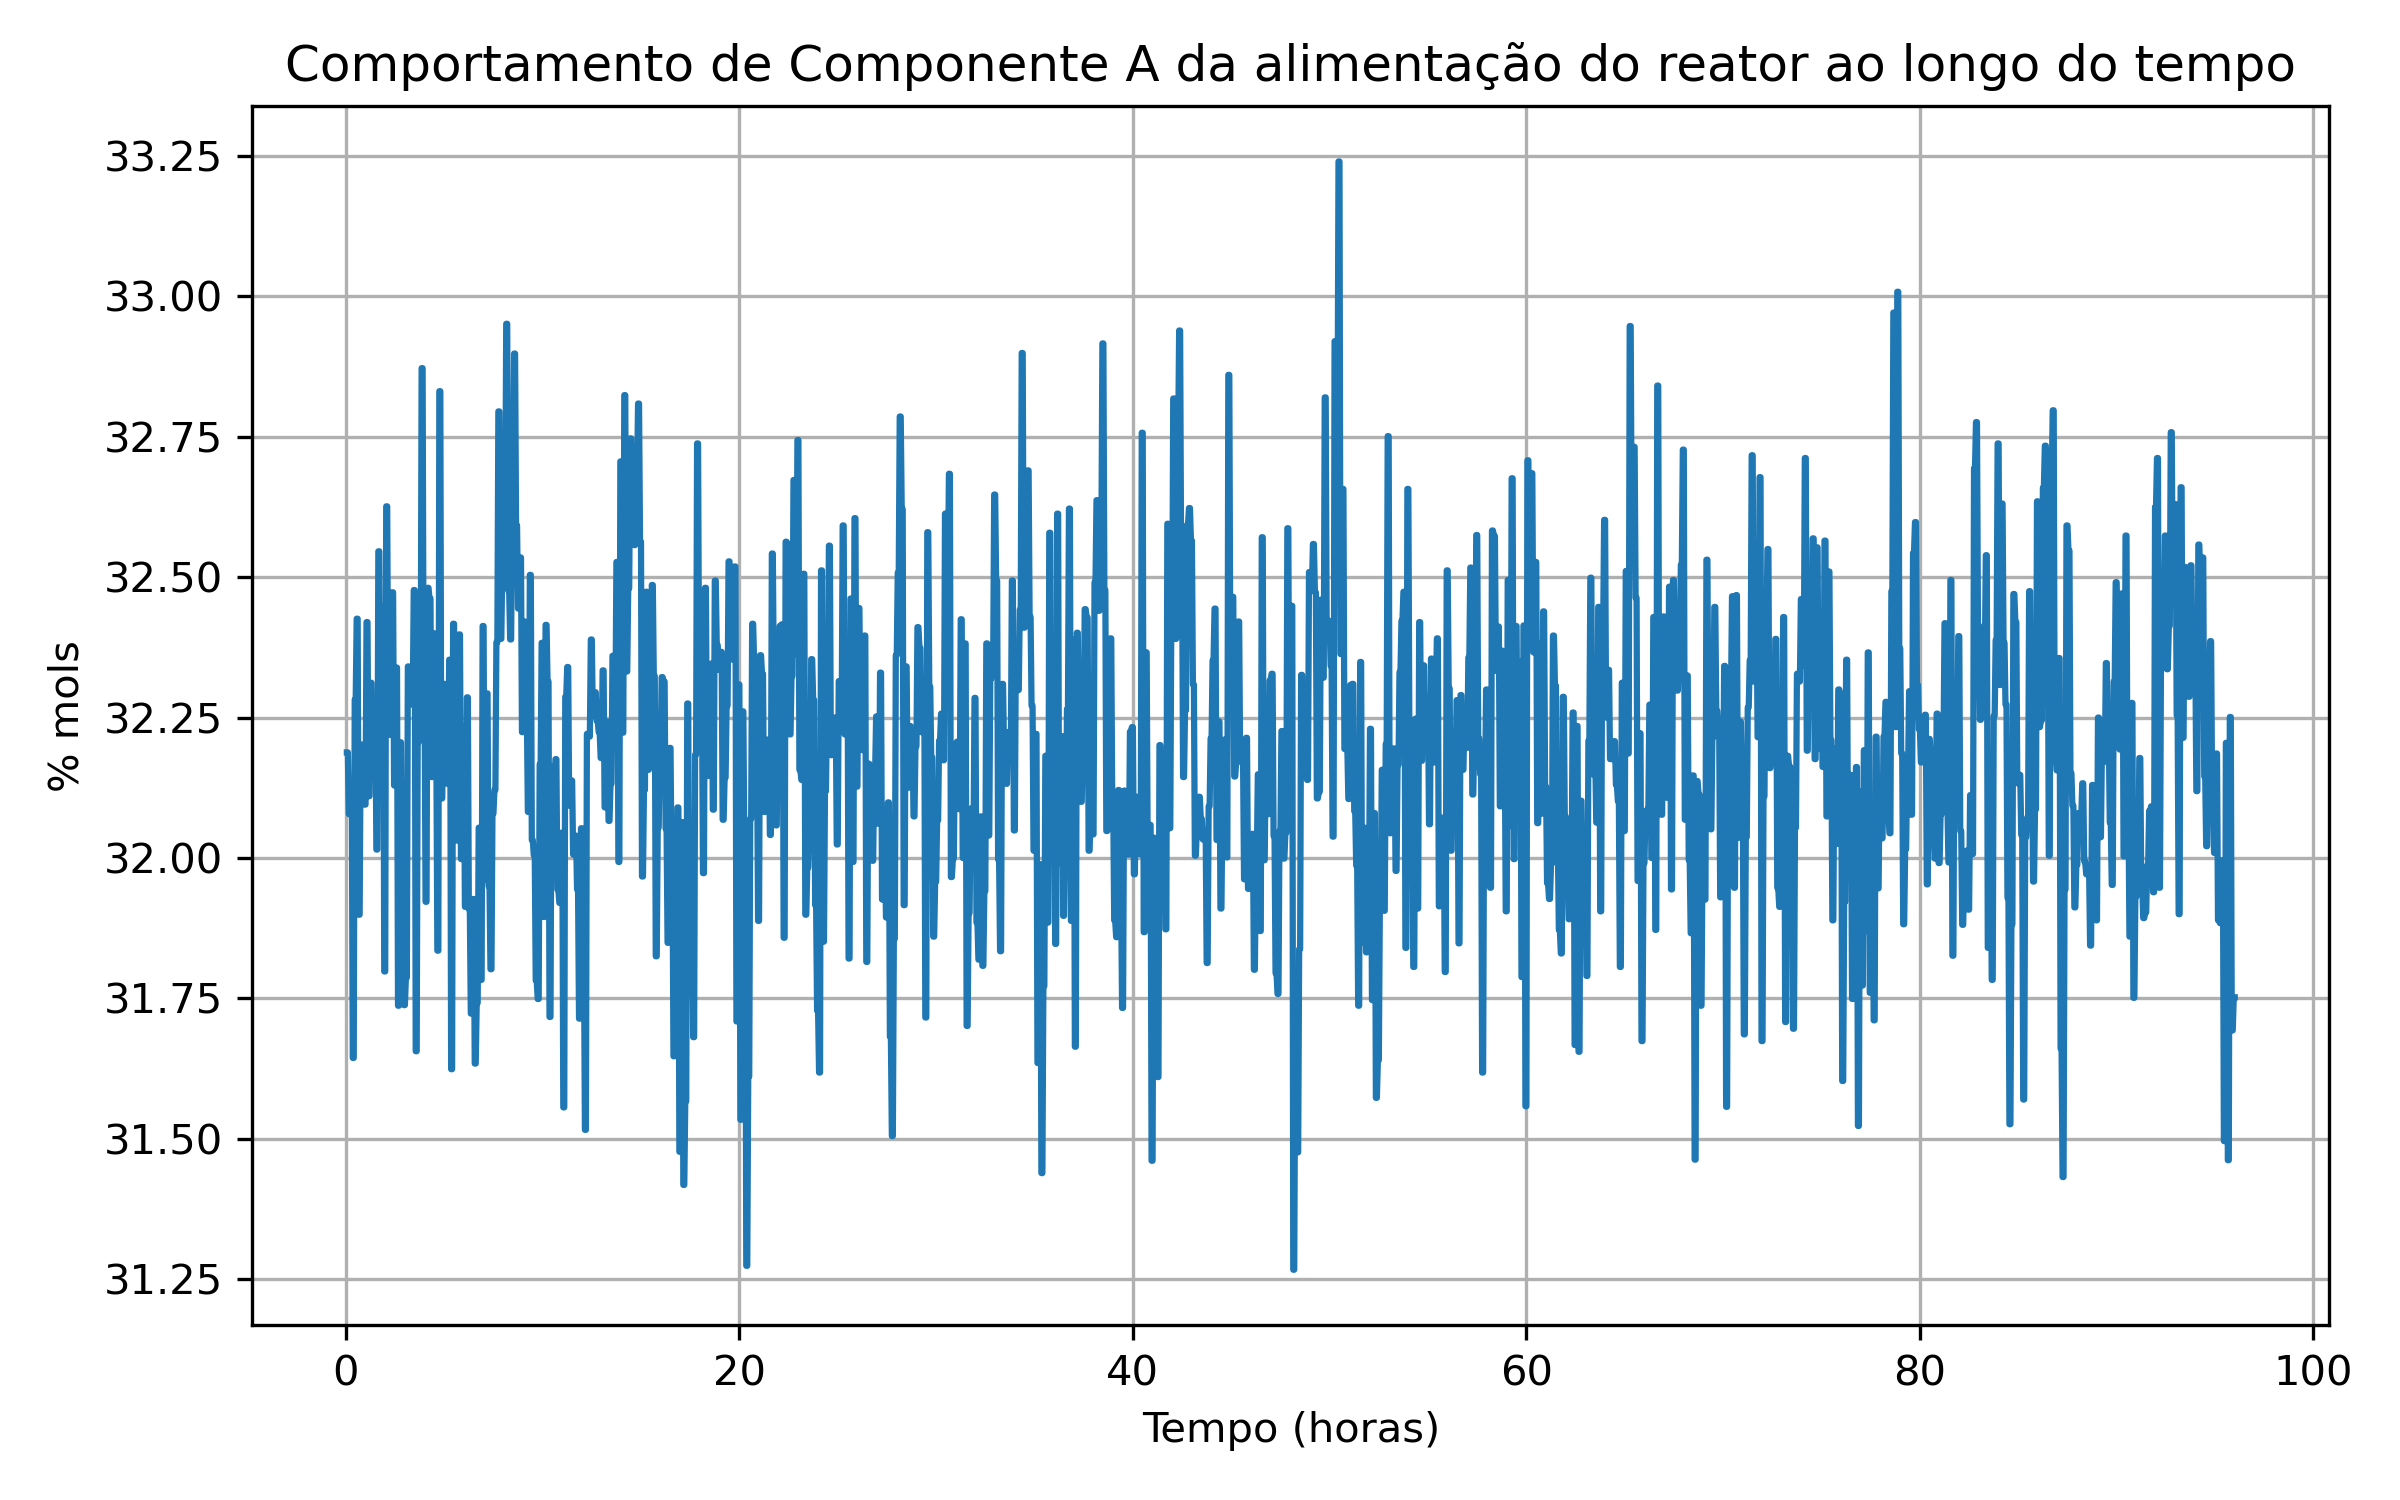 Comportamento de Componente A da alimentação do reator ao longo do tempo
33.25
33.00
32.75
32.50
32.25
32.00
31.75
31.50
31.25
% mols
0 20 40 60 80 100
Tempo (horas)